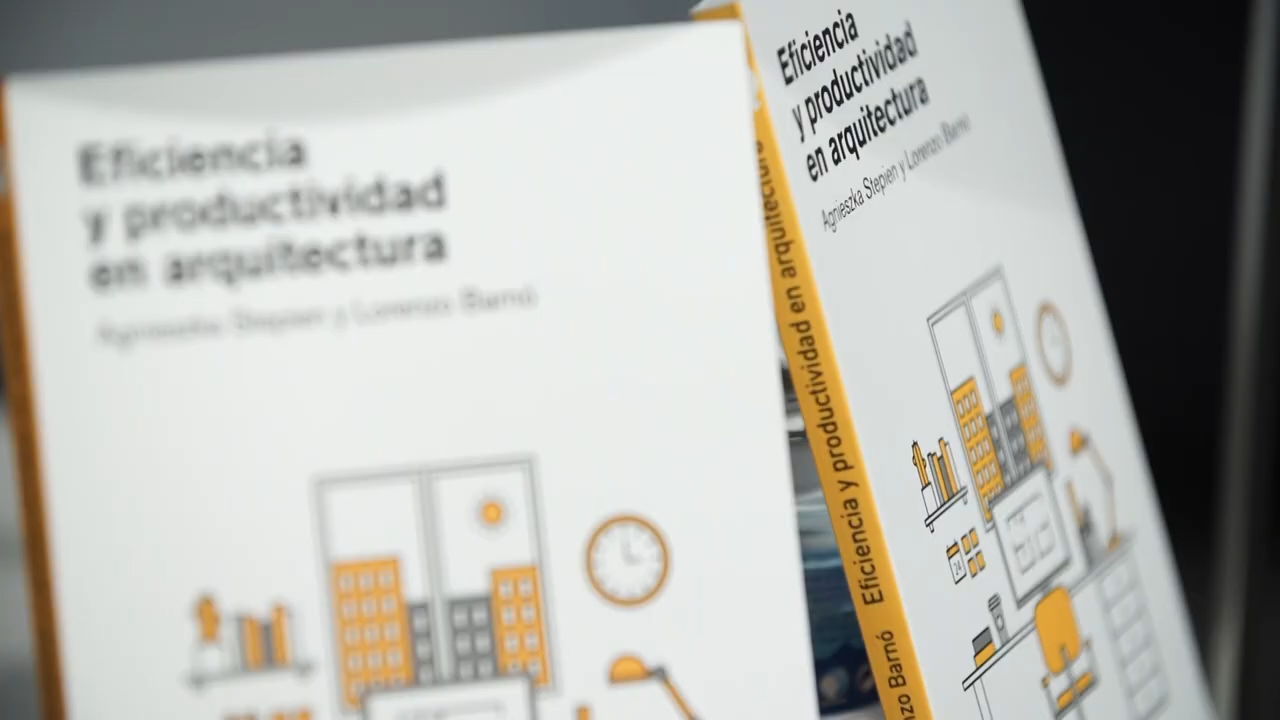 Eficiencia
y productividad
en arquitectura
Agnieszka Stepien y Lorenzo Barnó
Eficiencia
y productividad
en arquitectura
Agnieszka Stepien y Lorenzo Barnó
Eficiencia y productividad en arquitectura
nzo Barnó
24